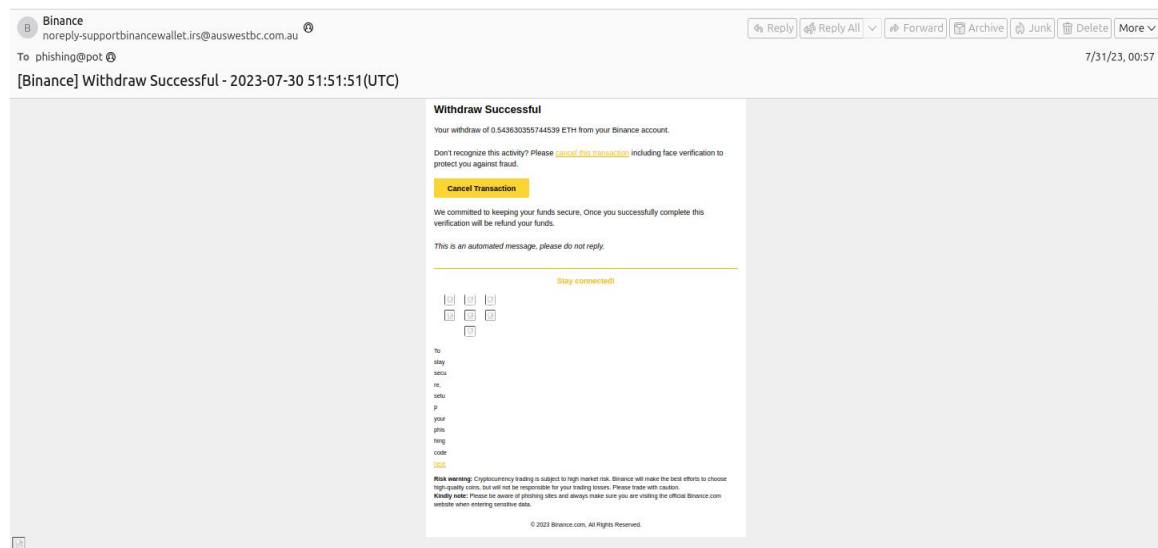 B
Binance
noreply-supportbinancewallet.irs@auswestbc.com.au
Reply
Reply All
Forward
Archive
Junk
Delete
More
To phishing@pot
7/31/23, 00:57
[Binance] Withdraw Successful - 2023-07-30 51:51:51(UTC)
Withdraw Successful
Your withdraw of 0.543630355744539 ETH from your Binance account.
Don't recognize this activity? Please cancel this transaction including face verification to
protect you against fraud.
Cancel Transaction
We committed to keeping your funds secure, Once you successfully complete this
verification will be refund your funds.
This is an automated message, please do not reply.
Stay connected!
To
stay
secu
re,
setu
p
your
phis
hing
code
here
Risk warning: Cryptocurrency trading is subject to high market risk. Binance will make the best efforts to choose
high-quality coins, but will not be responsible for your trading losses. Please trade with caution.
Kindly note: Please be aware of phishing sites and always make sure you are visiting the official Binance.com
website when entering sensitive data.
© 2023 Binance.com, All Rights Reserved.